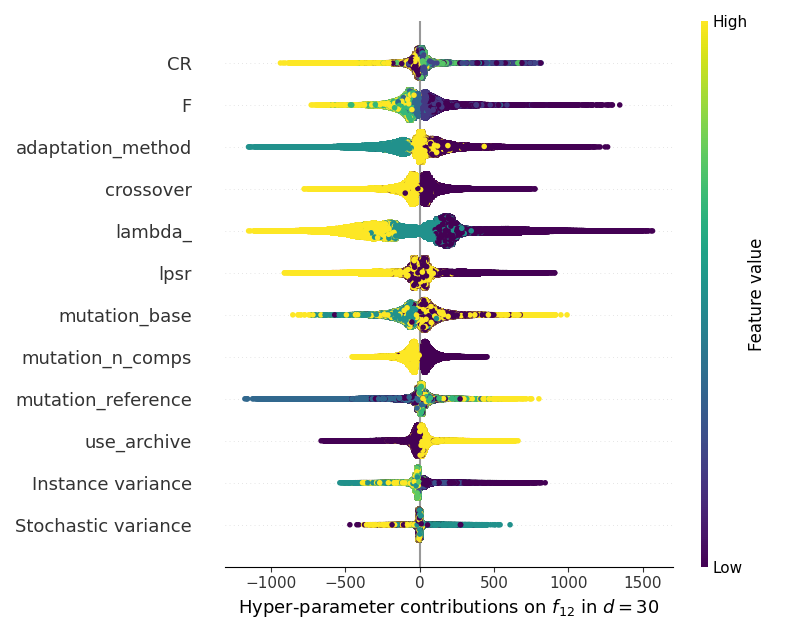 High
CR
F
adaptation_method
crossover
lambda_
lpsr
mutation_base
mutation_n_comps
mutation_reference
use_archive
Instance variance
Stochastic variance
Feature value
Low
−1000 −500 0 500 1000 1500
Hyper-parameter contributions on f₁₂ in d = 30